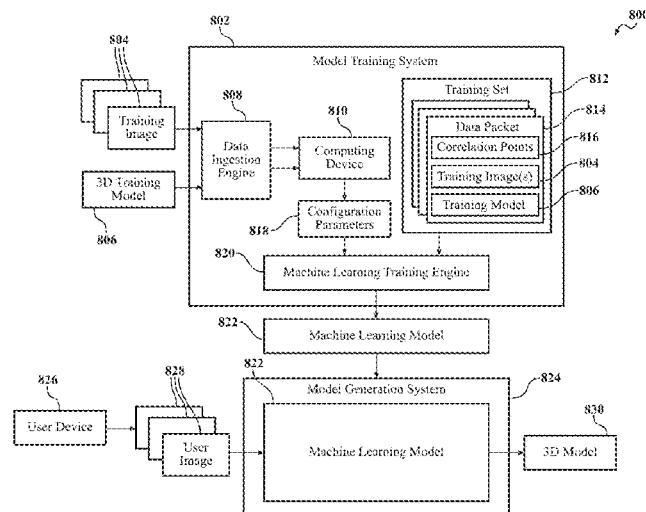 800
802
Model Training System
804
Training
Image
3D Training
Model
806
808
Data
Ingestion
Engine
810
Computing
Device
818
Configuration
Parameters
Training Set
812
Data Packet
814
Correlation Points
816
Training Image(s)
804
Training Model
806
820
Machine Learning Training Engine
822
Machine Learning Model
822
Model Generation System
824
826
User Device
828
User
Image
Machine Learning Model
830
3D Model